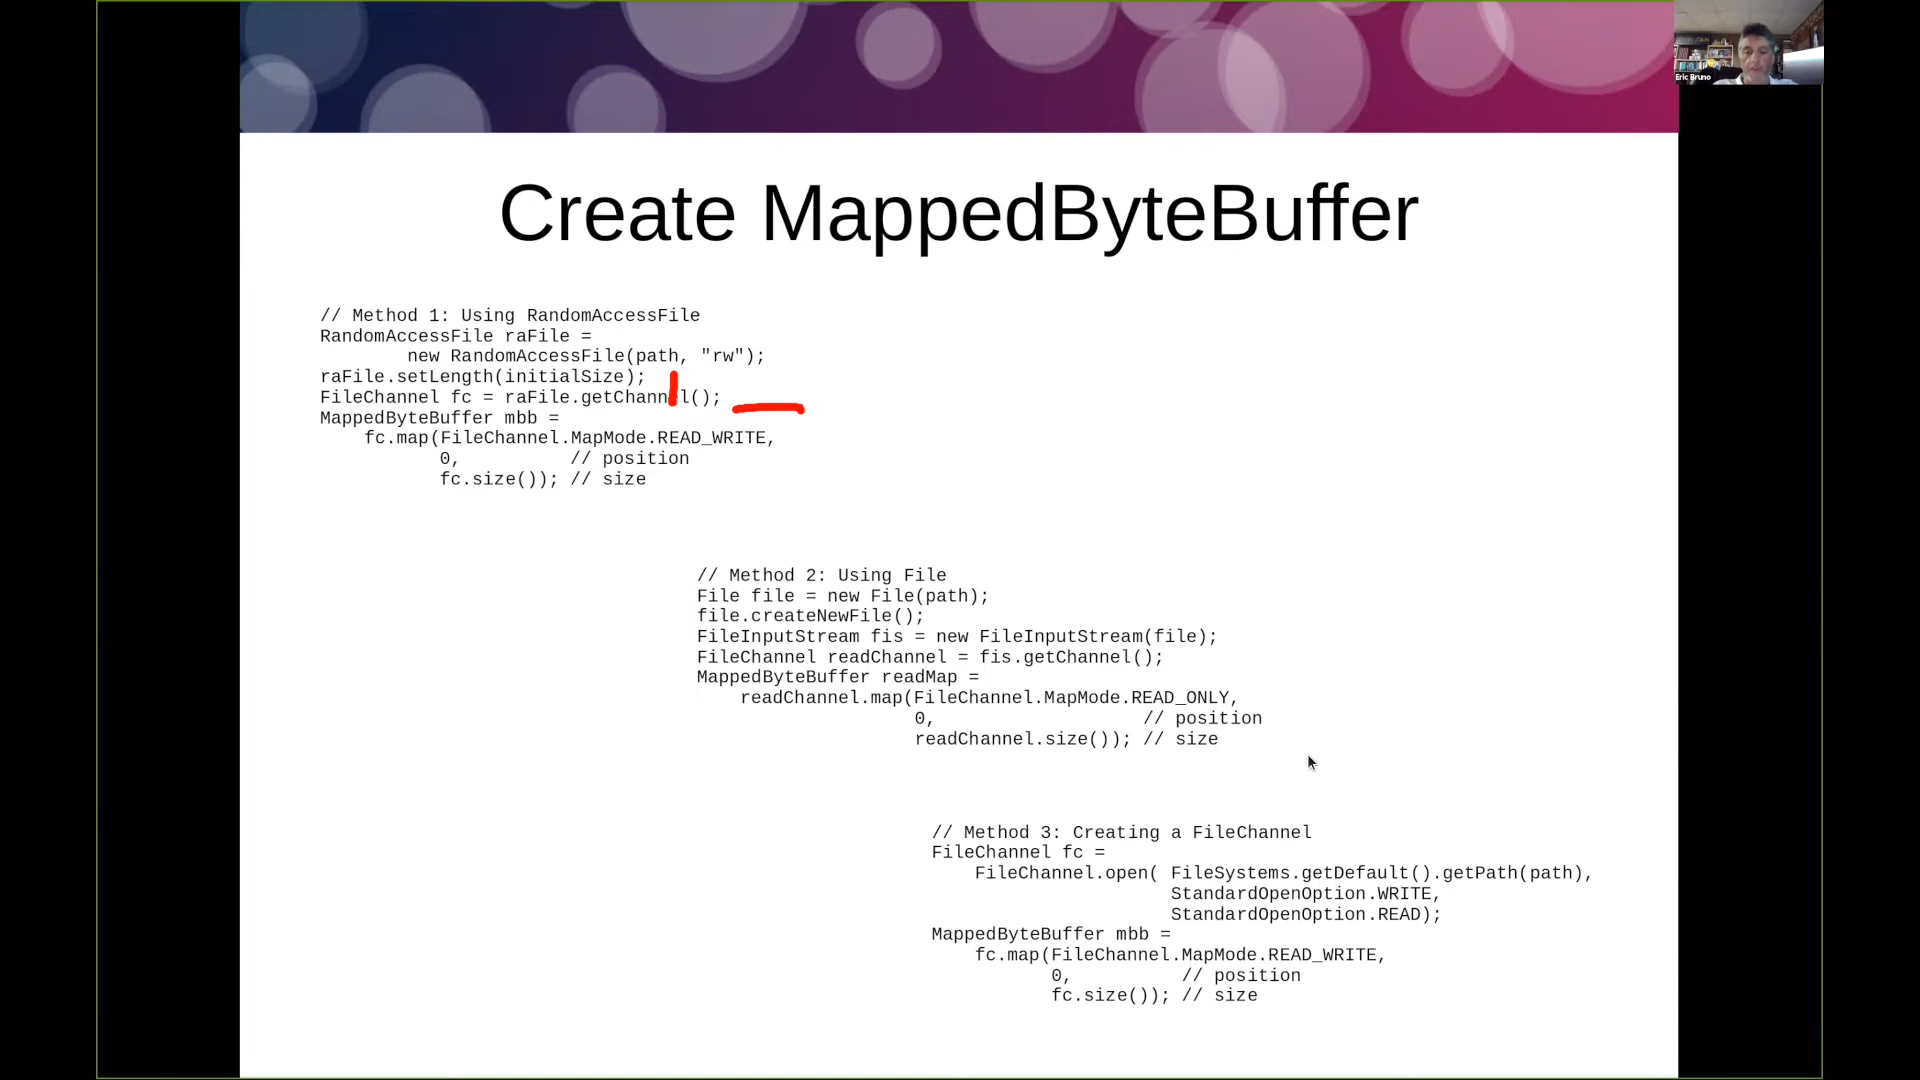 Eric Bruno
Create MappedByteBuffer
// Method 1: Using RandomAccessFile
RandomAccessFile raFile =
        new RandomAccessFile(path, "rw");
raFile.setLength(initialSize);
FileChannel fc = raFile.getChannel();
MappedByteBuffer mbb =
    fc.map(FileChannel.MapMode.READ_WRITE,
           0,          // position
           fc.size()); // size
// Method 2: Using File
File file = new File(path);
file.createNewFile();
FileInputStream fis = new FileInputStream(file);
FileChannel readChannel = fis.getChannel();
MappedByteBuffer readMap =
    readChannel.map(FileChannel.MapMode.READ_ONLY,
                    0,                   // position
                    readChannel.size()); // size
// Method 3: Creating a FileChannel
FileChannel fc =
    FileChannel.open( FileSystems.getDefault().getPath(path),
                      StandardOpenOption.WRITE,
                      StandardOpenOption.READ);
MappedByteBuffer mbb =
    fc.map(FileChannel.MapMode.READ_WRITE,
           0,          // position
           fc.size()); // size